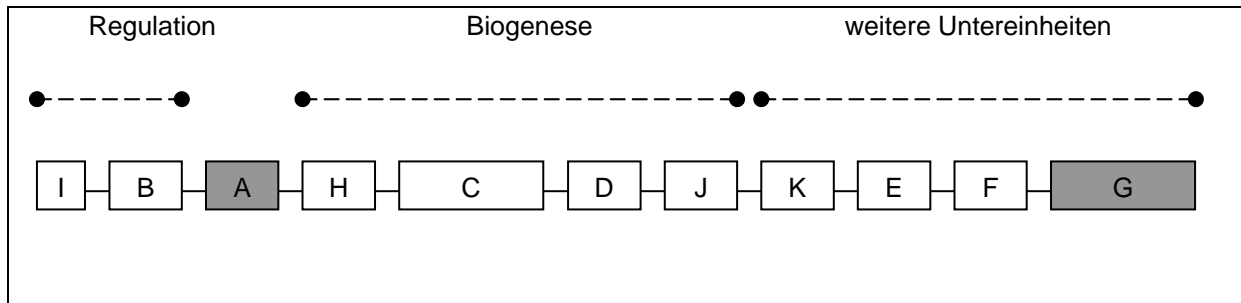 Regulation Biogenese weitere Untereinheiten
I B A H C D J K E F G